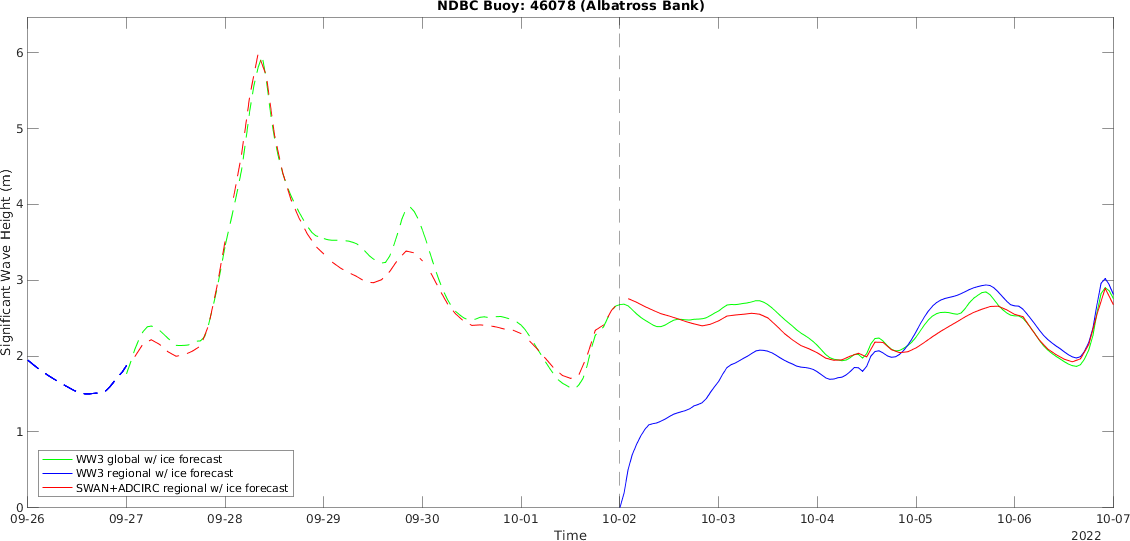 NDBC Buoy: 46078 (Albatross Bank)
Significant Wave Height (m)
6
5
4
3
2
1
0
WW3 global w/ ice forecast
WW3 regional w/ ice forecast
SWAN+ADCIRC regional w/ ice forecast
09-26 09-27 09-28 09-29 09-30 10-01 10-02 10-03 10-04 10-05 10-06 10-07
Time
2022